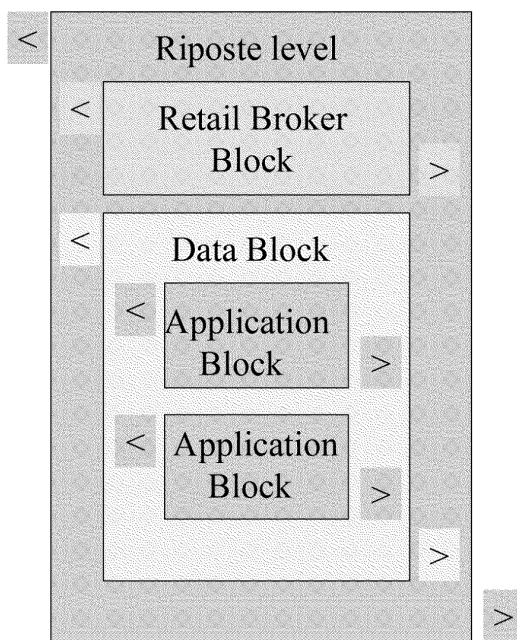 <
Riposte level
<
Retail Broker
Block
>
<
Data Block
<
Application
Block
>
<
Application
Block
>
>
>